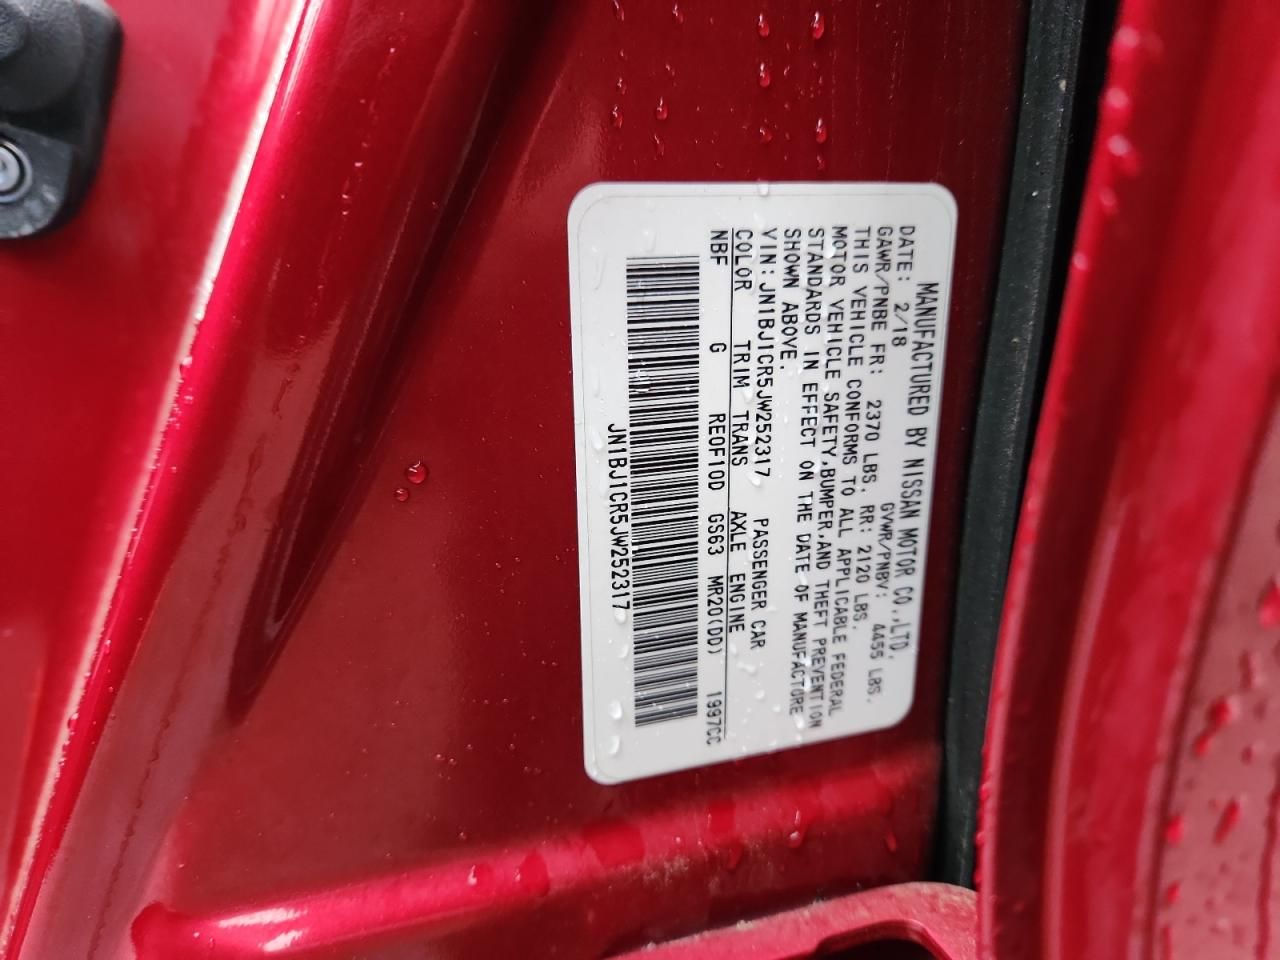 MANUFACTURED BY NISSAN MOTOR CO.,LTD.
DATE: 2/18 GVWR/PNBV: 4455 LBS.
GAWR/PNBE FR: 2370 LBS. RR: 2120 LBS.
THIS VEHICLE CONFORMS TO ALL APPLICABLE FEDERAL
MOTOR VEHICLE SAFETY,BUMPER,AND THEFT PREVENTION
STANDARDS IN EFFECT ON THE DATE OF MANUFACTURE
SHOWN ABOVE.
VIN: JN1BJ1CR5JW252317 PASSENGER CAR
COLOR TRIM TRANS AXLE ENGINE
NBF G RE0F10D GS63 MR20(DD) 1997CC
JN1BJ1CR5JW252317